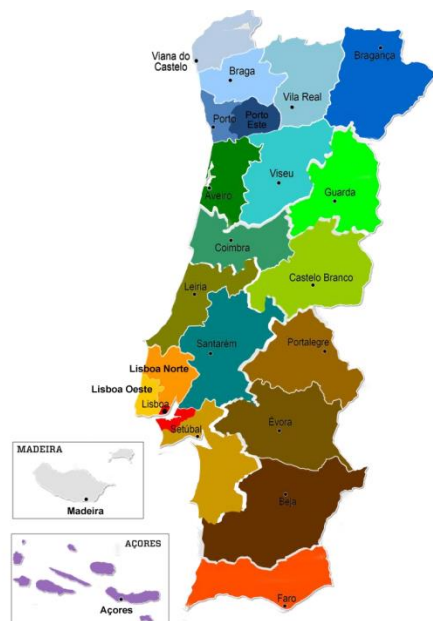 Viana do
Castelo
Braga
Bragança
Vila Real
Porto
Porto
Este
Viseu
Aveiro
Guarda
Coimbra
Castelo Branco
Leiria
Santarém
Portalegre
Lisboa Norte
Lisboa Oeste
Lisboa
Setúbal
Évora
MADEIRA
Madeira
Beja
AÇORES
Açores
Faro